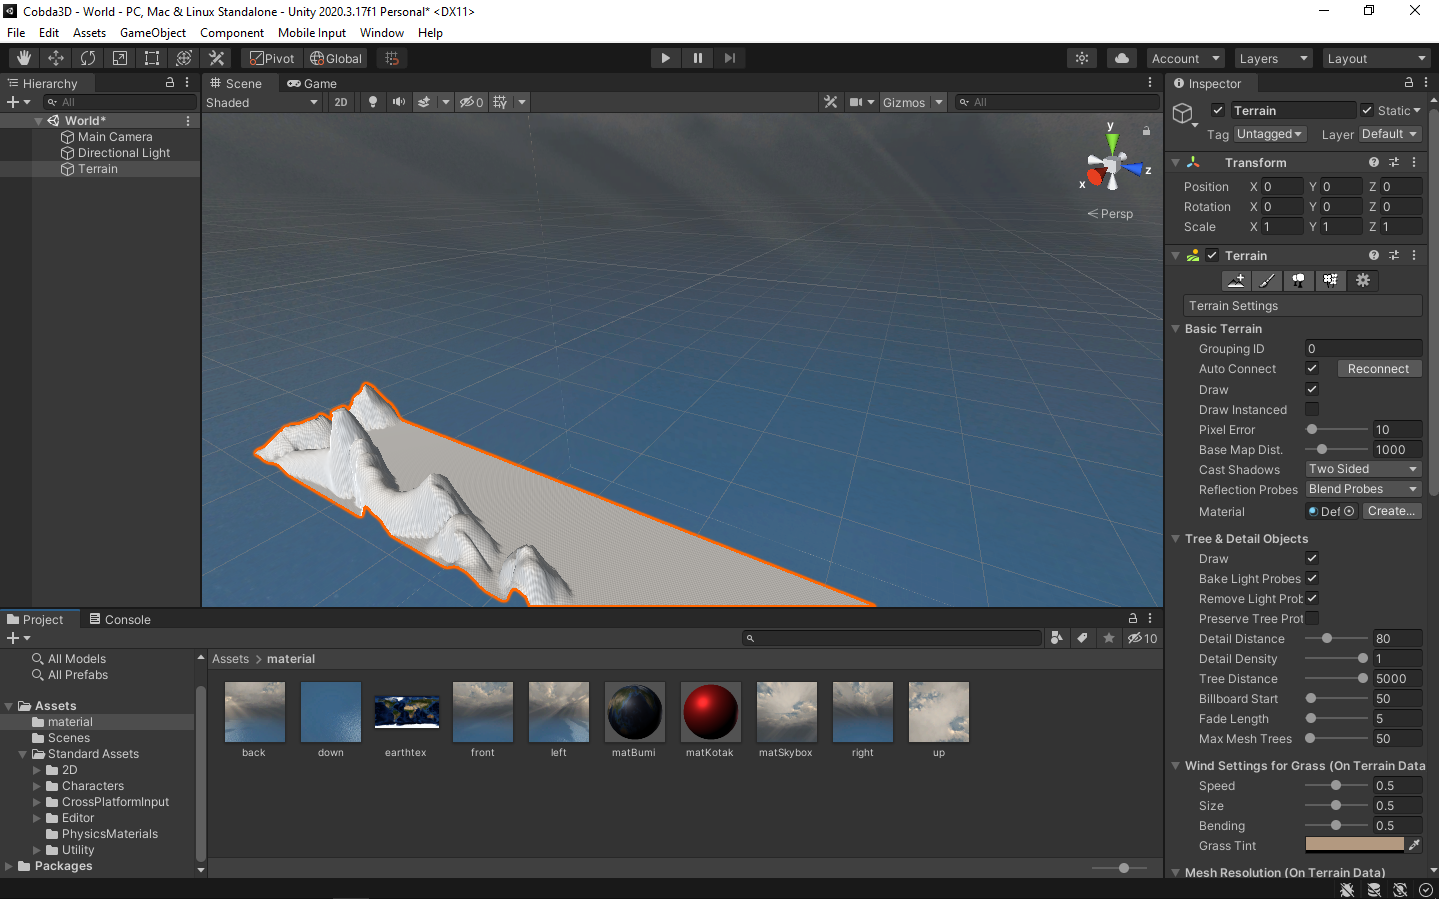 Cobda3D - World - PC, Mac & Linux Standalone - Unity 2020.3.17f1 Personal* <DX11>
File Edit Assets GameObject Component Mobile Input Window Help
Pivot Global Account Layers Layout
Hierarchy
All
World*
Main Camera
Directional Light
Terrain
Scene Game
Shaded 2D 0 Gizmos All
y
z
x
Persp
Inspector
Terrain Static
Tag Untagged Layer Default
Transform
Position X 0 Y 0 Z 0
Rotation X 0 Y 0 Z 0
Scale X 1 Y 1 Z 1
Terrain
Terrain Settings
Basic Terrain
Grouping ID 0
Auto Connect Reconnect
Draw
Draw Instanced
Pixel Error 10
Base Map Dist. 1000
Cast Shadows Two Sided
Reflection Probes Blend Probes
Material Def Create...
Tree & Detail Objects
Draw
Bake Light Probes
Remove Light Prob
Preserve Tree Prot
Detail Distance 80
Detail Density 1
Tree Distance 5000
Billboard Start 50
Fade Length 5
Max Mesh Trees 50
Wind Settings for Grass (On Terrain Data
Speed 0.5
Size 0.5
Bending 0.5
Grass Tint
Mesh Resolution (On Terrain Data)
Project Console
10
All Models
All Prefabs
Assets
material
Scenes
Standard Assets
2D
Characters
CrossPlatformInput
Editor
PhysicsMaterials
Utility
Packages
Assets > material
back down earthtex front left matBumi matKotak matSkybox right up